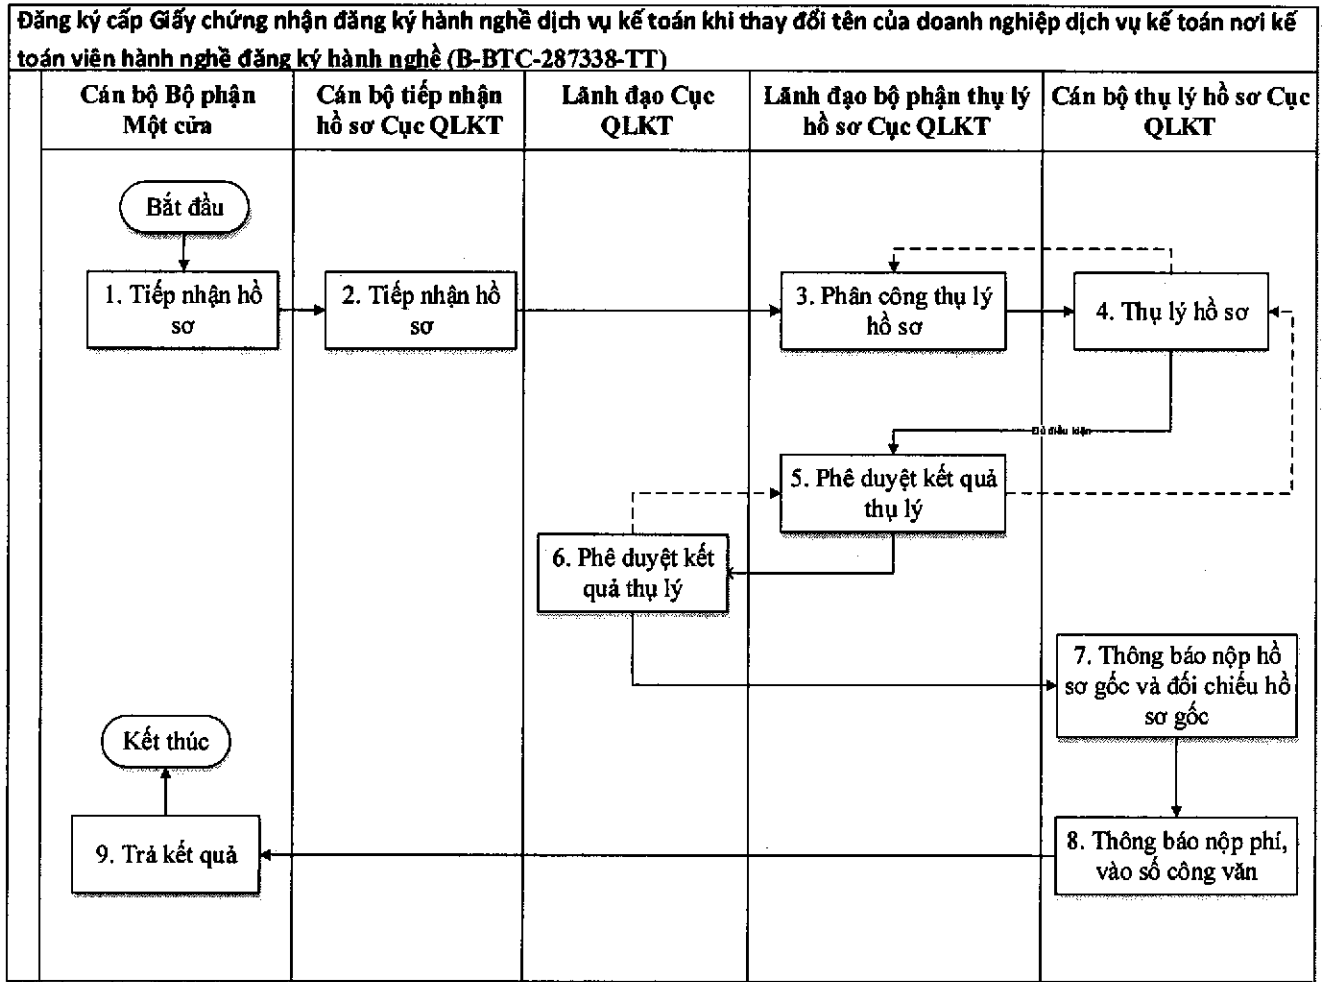 Đăng ký cấp Giấy chứng nhận đăng ký hành nghề dịch vụ kế toán khi thay đổi tên của doanh nghiệp dịch vụ kế toán nơi kế
toán viên hành nghề đăng ký hành nghề (B-BTC-287338-TT)
Cán bộ Bộ phận
Một cửa
Cán bộ tiếp nhận
hồ sơ Cục QLKT
Lãnh đạo Cục
QLKT
Lãnh đạo bộ phận thụ lý
hồ sơ Cục QLKT
Cán bộ thụ lý hồ sơ Cục
QLKT
Bắt đầu
1. Tiếp nhận hồ
sơ
2. Tiếp nhận hồ
sơ
3. Phân công thụ lý
hồ sơ
4. Thụ lý hồ sơ
Đủ điều kiện
5. Phê duyệt kết quả
thụ lý
6. Phê duyệt kết
quả thụ lý
7. Thông báo nộp hồ
sơ gốc và đối chiếu hồ
sơ gốc
Kết thúc
8. Thông báo nộp phí,
vào số công văn
9. Trả kết quả